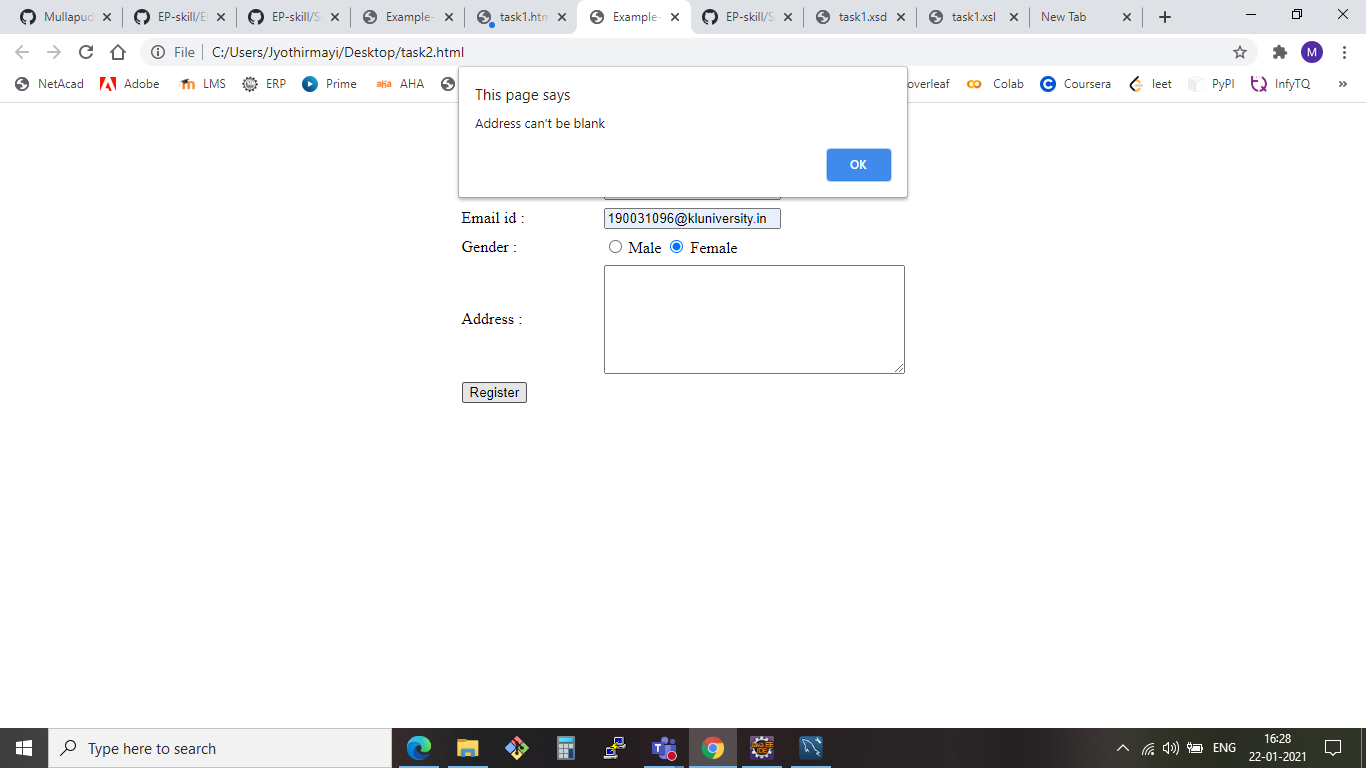 Mullapud EP-skill/El EP-skill/S Example- task1.htm Example- EP-skill/S task1.xsd task1.xsl New Tab
File C:/Users/Jyothirmayi/Desktop/task2.html M
NetAcad Adobe LMS ERP Prime aha AHA overleaf Colab Coursera leet PyPI InfyTQ »
This page says
Address can't be blank
OK
Email id : 190031096@kluniversity.in
Gender : Male Female
Address :
Register
Type here to search ENG 16:28
22-01-2021